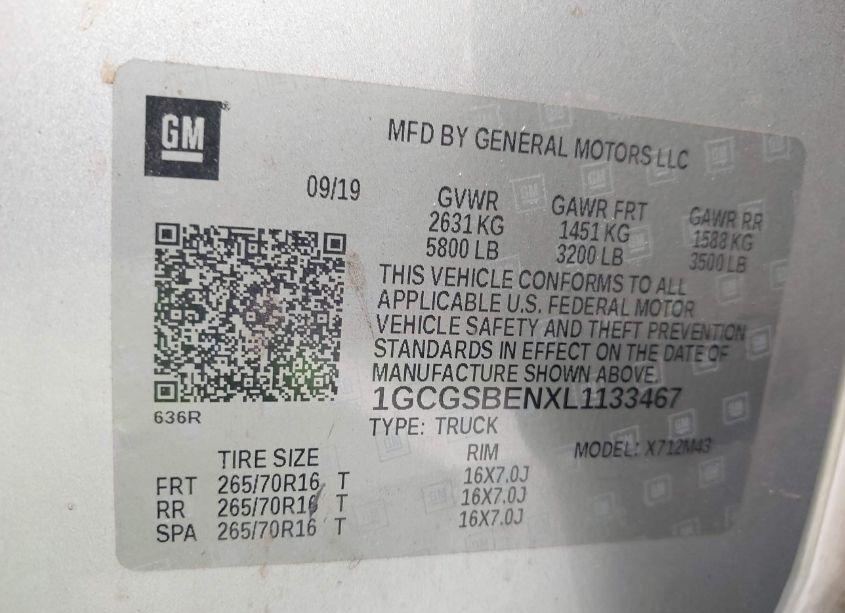 GM
MFD BY GENERAL MOTORS LLC
09/19
GVWR GAWR FRT GAWR RR
2631 KG 1451 KG 1588 KG
5800 LB 3200 LB 3500 LB
THIS VEHICLE CONFORMS TO ALL
APPLICABLE U.S. FEDERAL MOTOR
VEHICLE SAFETY AND THEFT PREVENTION
STANDARDS IN EFFECT ON THE DATE OF
MANUFACTURE SHOWN ABOVE.
1GCGSBENXL1133467
636R
TYPE: TRUCK MODEL: X712M43
TIRE SIZE RIM
FRT 265/70R16 T 16X7.0J
RR 265/70R16 T 16X7.0J
SPA 265/70R16 T 16X7.0J